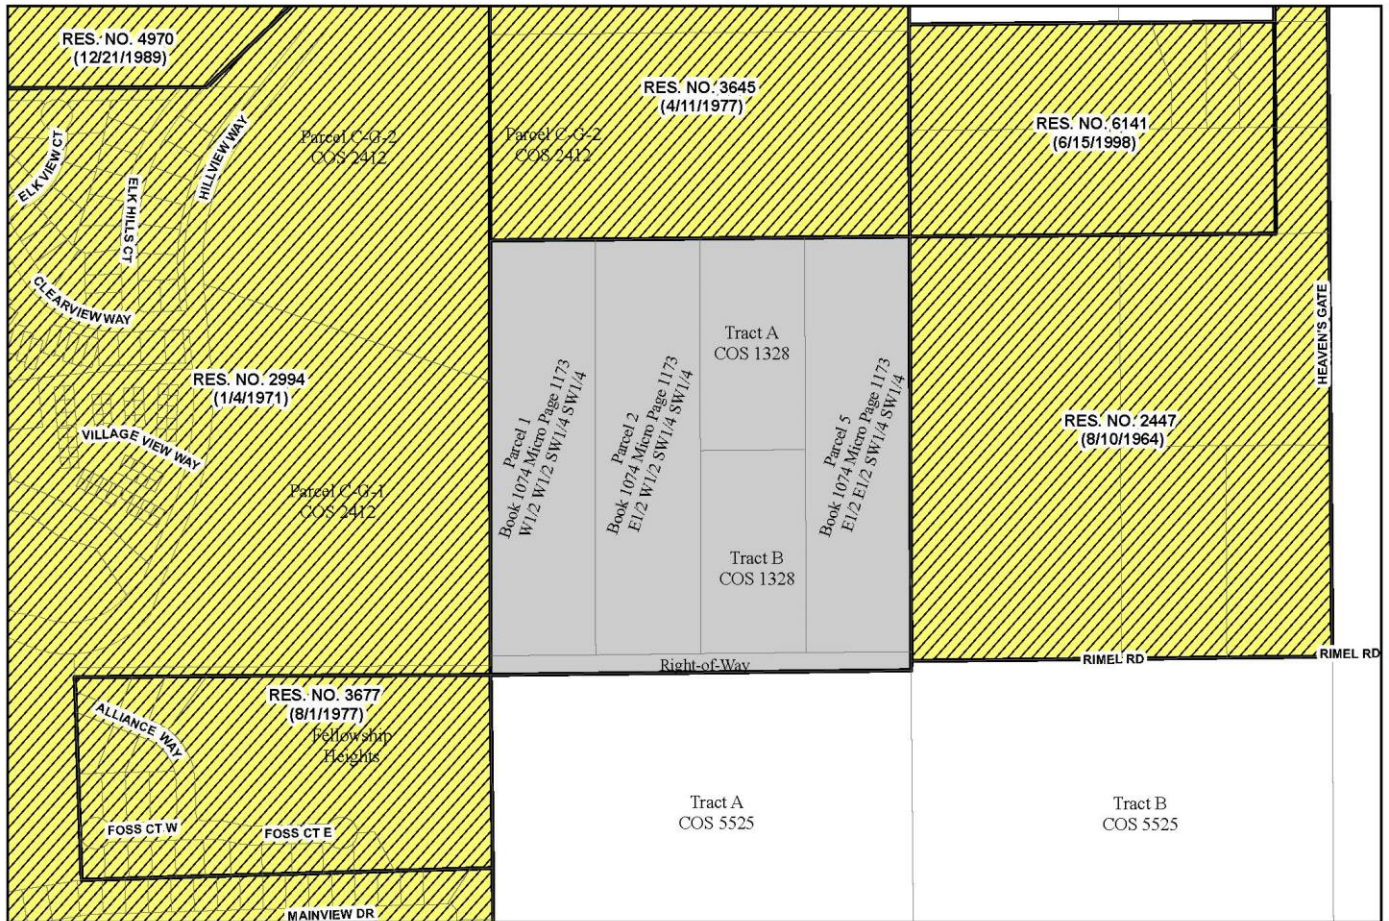 RES. NO. 4970
(12/21/1989)
RES. NO. 3645
(4/11/1977)
RES. NO. 6141
(6/15/1998)
Parcel C-G-2
COS 2412
Parcel C-G-2
COS 2412
HILLVIEW WAY
ELK VIEW CT
ELK HILLS CT
CLEARVIEW WAY
HEAVEN'S GATE
Tract A
COS 1328
RES. NO. 2994
(1/4/1971)
Parcel 1
Book 1074 Micro Page 1173
W1/2 W1/2 SW1/4 SW1/4
Parcel 2
Book 1074 Micro Page 1173
E1/2 W1/2 SW1/4 SW1/4
Parcel 5
Book 1074 Micro Page 1173
E1/2 E1/2 SW1/4 SW1/4
RES. NO. 2447
(8/10/1964)
VILLAGE VIEW WAY
Parcel C-G-1
COS 2412
Tract B
COS 1328
Right-of-Way
RIMEL RD
RIMEL RD
RES. NO. 3677
(8/1/1977)
Fellowship
Heights
ALLIANCE WAY
FOSS CT W
FOSS CT E
Tract A
COS 5525
Tract B
COS 5525
MAINVIEW DR